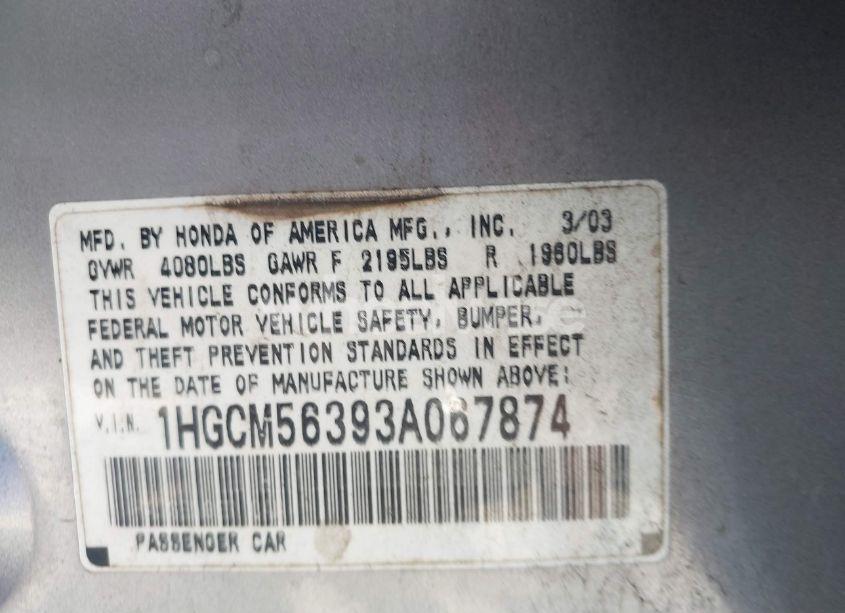 MFD. BY HONDA OF AMERICA MFG., INC. 3/03
GVWR 4080LBS GAWR F 2195LBS R 1960LBS
THIS VEHICLE CONFORMS TO ALL APPLICABLE
FEDERAL MOTOR VEHICLE SAFETY, BUMPER,
AND THEFT PREVENTION STANDARDS IN EFFECT
ON THE DATE OF MANUFACTURE SHOWN ABOVE:
V.I.N. 1HGCM56393A067874
PASSENGER CAR